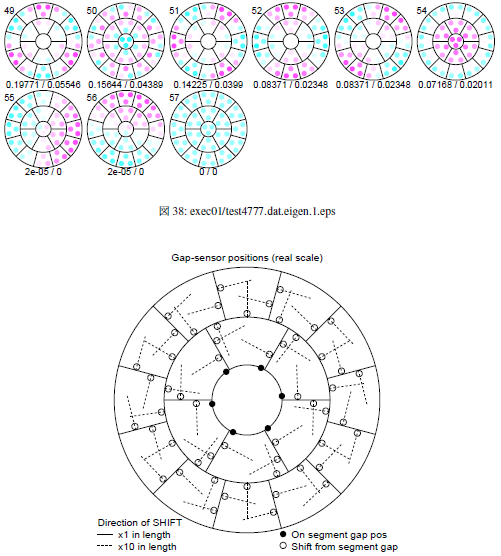 49 50 51 52 53 54
0.19771 / 0.05546 0.15644 / 0.04389 0.14225 / 0.0399 0.08371 / 0.02348 0.08371 / 0.02348 0.07168 / 0.02011
55 56 57
2e-05 / 0 2e-05 / 0 0 / 0
図 38: exec01/test4777.dat.eigen.1.eps
Gap-sensor positions (real scale)
Direction of SHIFT
x1 in length
x10 in length
On segment gap pos
Shift from segment gap